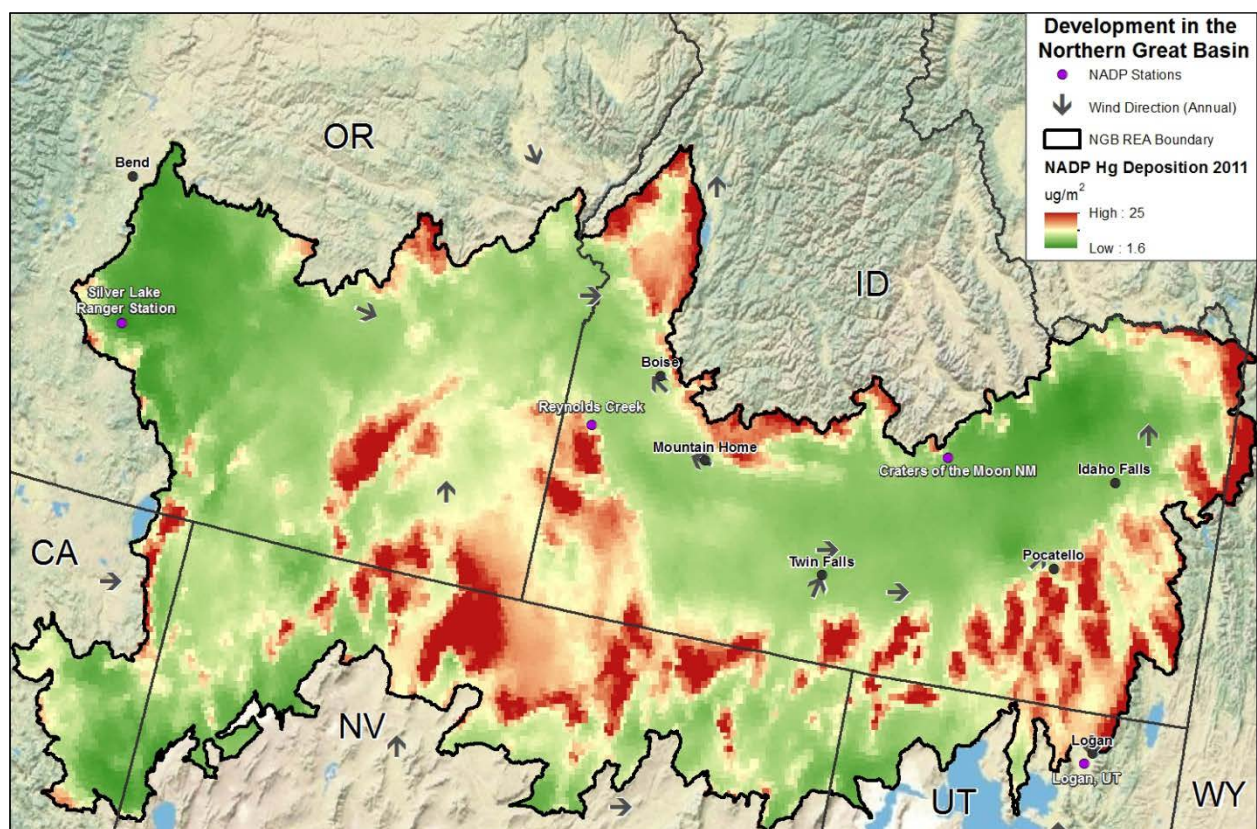 Development in the
Northern Great Basin
NADP Stations
Wind Direction (Annual)
NGB REA Boundary
NADP Hg Deposition 2011
ug/m²
High : 25
Low : 1.6
OR
Bend
ID
Silver Lake
Ranger Station
Boise
Reynolds Creek
Mountain Home
Craters of the Moon NM
Idaho Falls
CA
Twin Falls
Pocatello
NV
Logan
Logan, UT
UT
WY